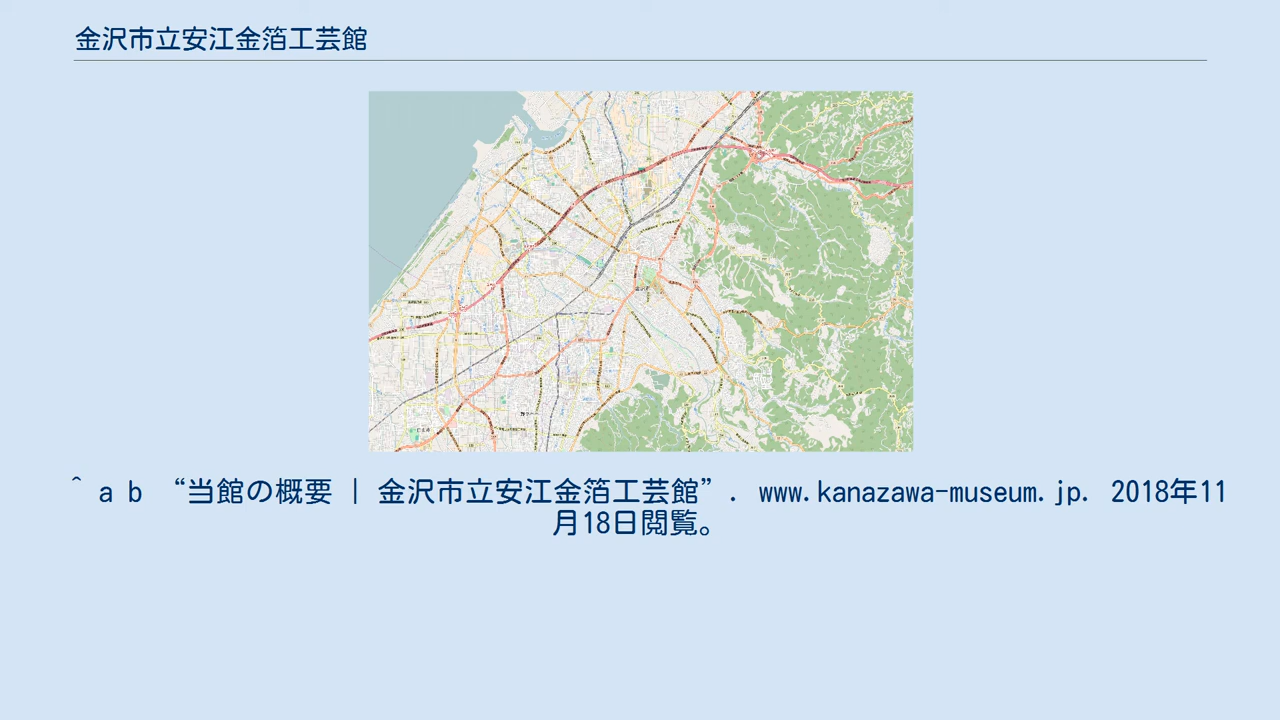 金沢市立安江金箔工芸館
^ a b “当館の概要 | 金沢市立安江金箔工芸館”. www.kanazawa-museum.jp. 2018年11
月18日閲覧。